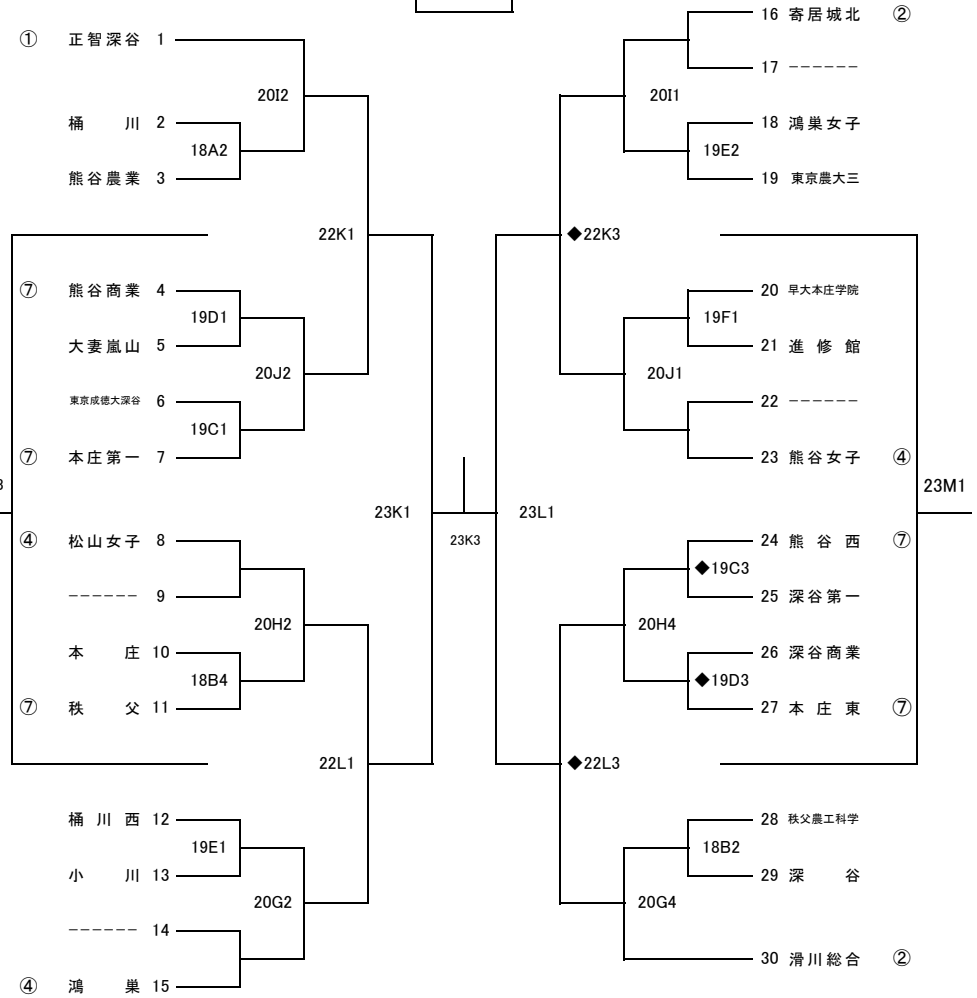 ① 正智深谷 1
20I2
桶川 2
18A2
熊谷農業 3
22K1
⑦ 熊谷商業 4
19D1
大妻嵐山 5
20J2
東京成徳大深谷 6
19C1
⑦ 本庄第一 7
3
23K1
④ 松山女子 8
------ 9
20H2
本庄 10
18B4
⑦ 秩父 11
22L1
桶川西 12
19E1
小川 13
20G2
------ 14
④ 鴻巣 15
23K3
16 寄居城北 ②
17 ------
20I1
18 鴻巣女子
19E2
19 東京農大三
◆22K3
20 早大本庄学院
19F1
21 進修館
20J1
22 ------
23 熊谷女子 ④
23M1
23L1
24 熊谷西 ⑦
◆19C3
25 深谷第一
20H4
26 深谷商業
◆19D3
27 本庄東 ⑦
◆22L3
28 秩父農工科学
18B2
29 深谷
20G4
30 滑川総合 ②